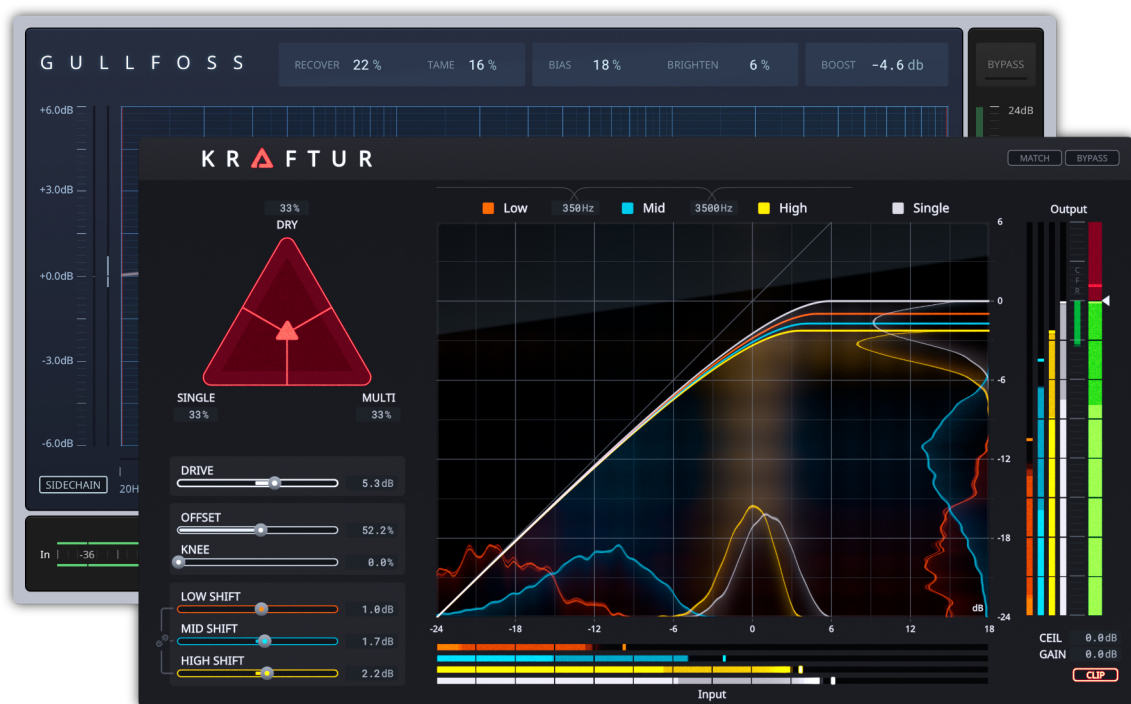 GULLFOSS
RECOVER 22 % TAME 16 % BIAS 18 % BRIGHTEN 6 % BOOST -4.6 db
BYPASS
+6.0dB
24dB
+3.0dB
+0.0dB
-3.0dB
-6.0dB
SIDECHAIN
20H
In -36
KRAFTUR
MATCH BYPASS
Low 350Hz Mid 3500Hz High Single
Output
33%
DRY
SINGLE MULTI
33% 33%
DRIVE
5.3dB
OFFSET
52.2%
KNEE
0.0%
LOW SHIFT
1.0dB
MID SHIFT
1.7dB
HIGH SHIFT
2.2dB
6
0
-6
-12
-18
dB
-24
-24 -18 -12 -6 0 6 12 18
Input
C
F
R
CEIL 0.0dB
GAIN 0.0dB
CLIP